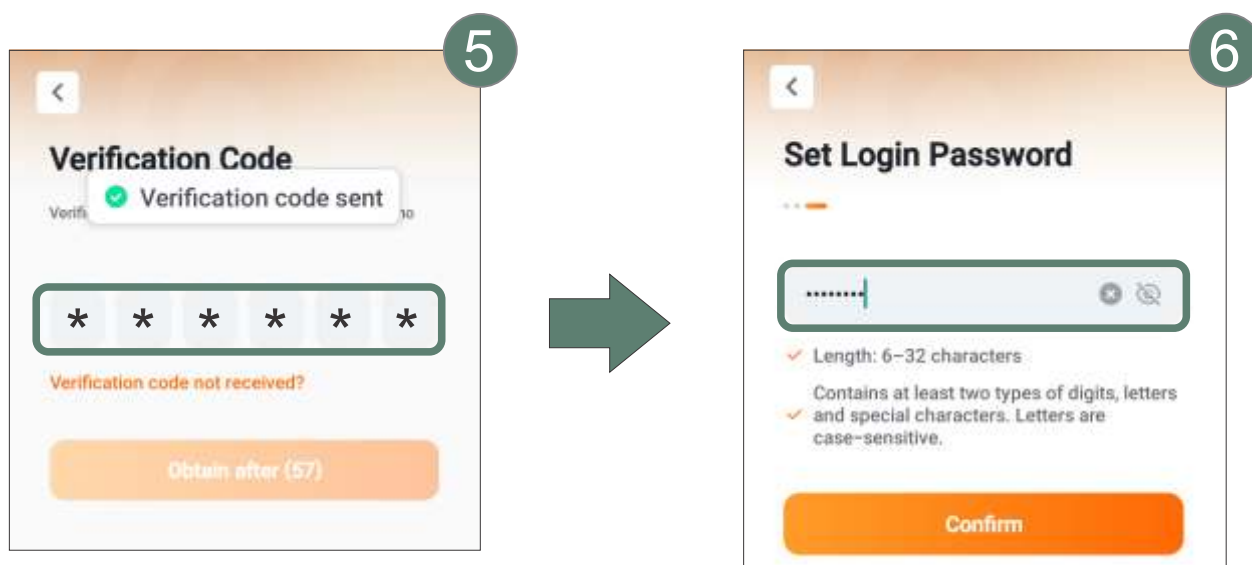 5
Verification Code
Verification code sent
* * * * * *
Verification code not received?
Obtain after (57)
6
Set Login Password
••••••••
Length: 6–32 characters
Contains at least two types of digits, letters
and special characters. Letters are
case-sensitive.
Confirm